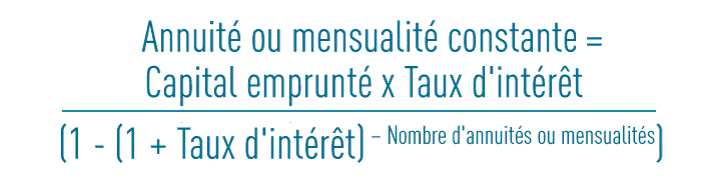 Annuité ou mensualité constante =
Capital emprunté x Taux d'intérêt
(1 - (1 + Taux d'intérêt) – Nombre d'annuités ou mensualités)